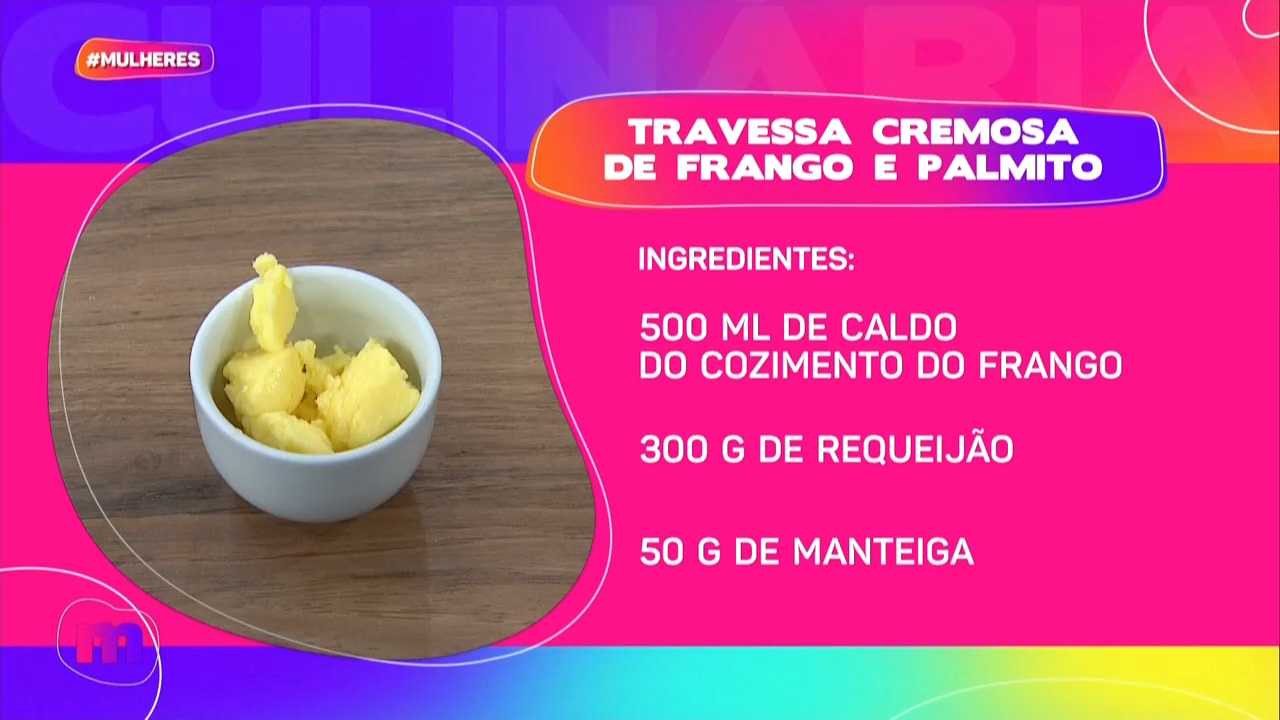 CULINÁRIA
#MULHERES
TRAVESSA CREMOSA
DE FRANGO E PALMITO
INGREDIENTES:
500 ML DE CALDO
DO COZIMENTO DO FRANGO
300 G DE REQUEIJÃO
50 G DE MANTEIGA
m